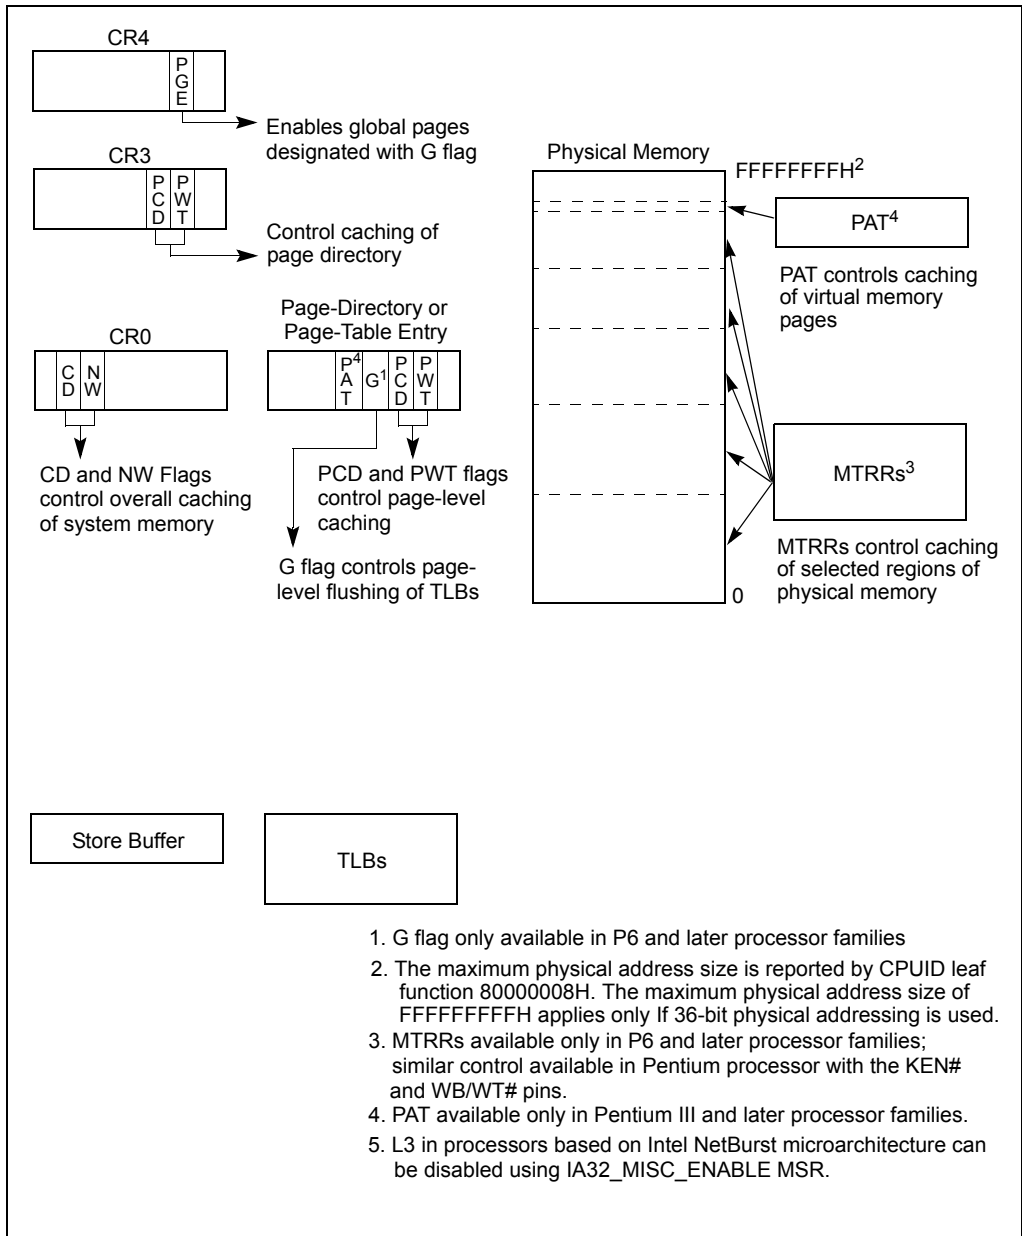 CR4
P
G
E
Enables global pages
designated with G flag
CR3
P P
C W
D T
Control caching of
page directory
CR0
C N
D W
CD and NW Flags
control overall caching
of system memory
Page-Directory or
Page-Table Entry
P4 G1 P P
A C W
T D T
PCD and PWT flags
control page-level
caching
G flag controls page-
level flushing of TLBs
Physical Memory
FFFFFFFFH2
PAT4
PAT controls caching
of virtual memory
pages
MTRRs3
MTRRs control caching
of selected regions of
physical memory
0
Store Buffer
TLBs
1. G flag only available in P6 and later processor families
2. The maximum physical address size is reported by CPUID leaf
function 80000008H. The maximum physical address size of
FFFFFFFFFH applies only If 36-bit physical addressing is used.
3. MTRRs available only in P6 and later processor families;
similar control available in Pentium processor with the KEN#
and WB/WT# pins.
4. PAT available only in Pentium III and later processor families.
5. L3 in processors based on Intel NetBurst microarchitecture can
be disabled using IA32_MISC_ENABLE MSR.